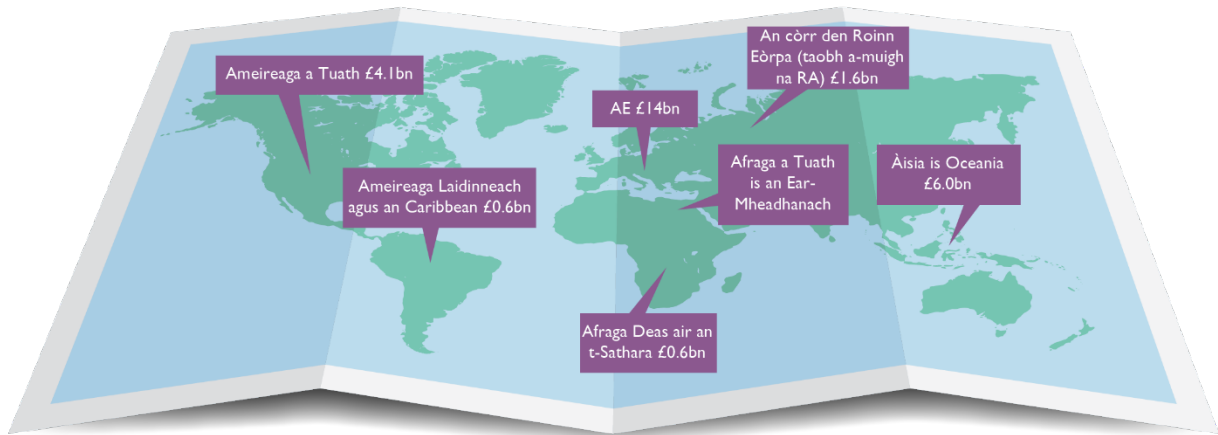 Ameireaga a Tuath £4.1bn
An còrr den Roinn
Eòrpa (taobh a-muigh
na RA) £1.6bn
AE £14bn
Ameireaga Laidinneach
agus an Caribbean £0.6bn
Afraga a Tuath
is an Ear-
Mheadhanach
Àisia is Oceania
£6.0bn
Afraga Deas air an
t-Sathara £0.6bn